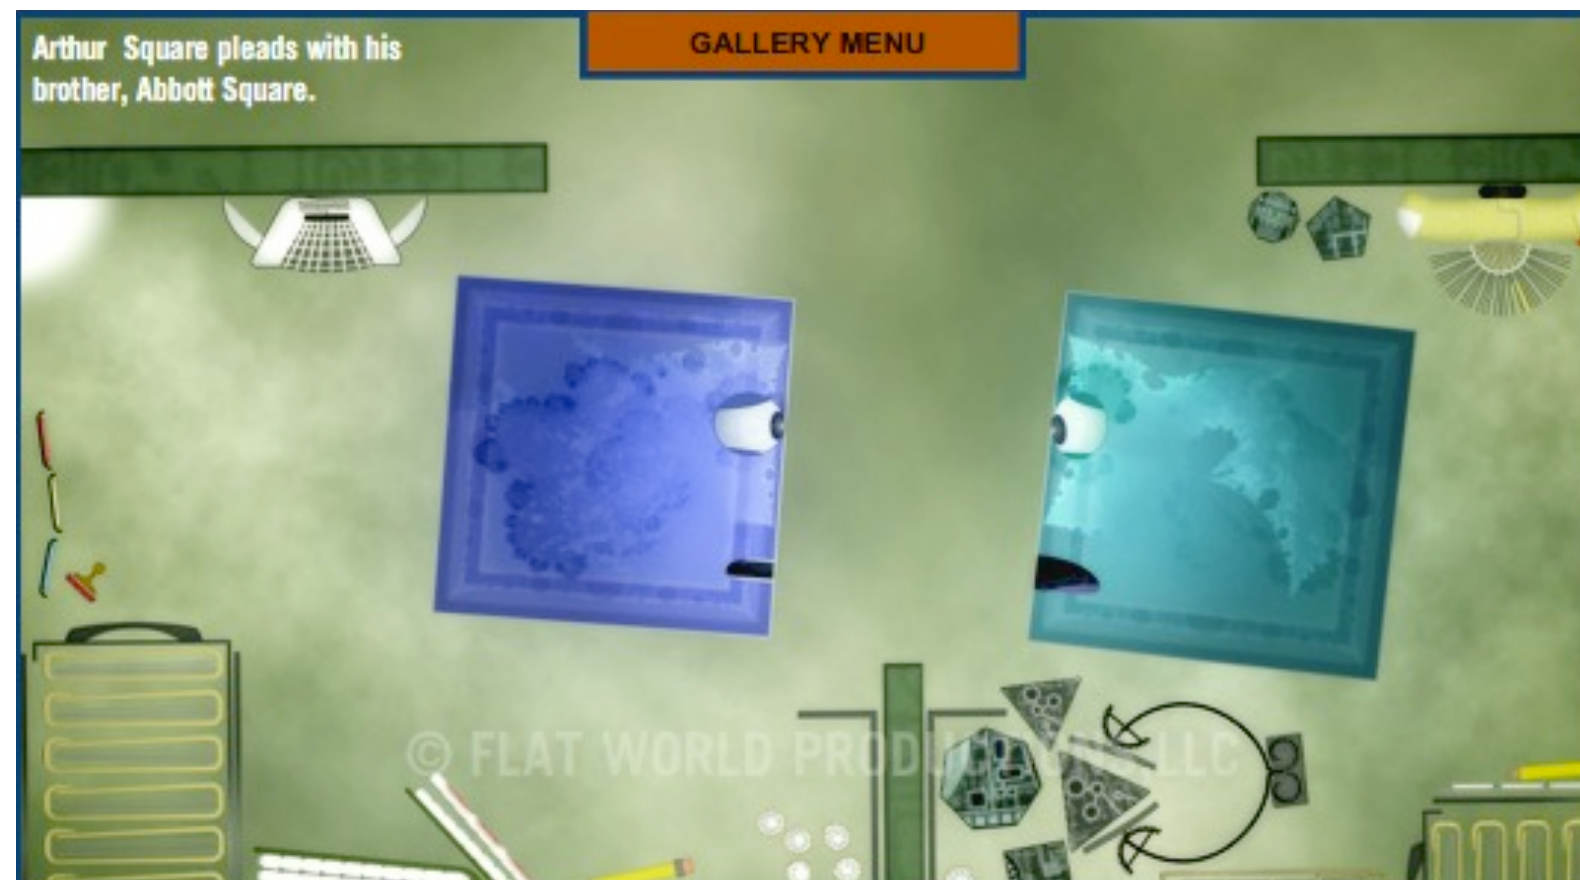 Arthur  Square pleads with his
brother, Abbott Square.
GALLERY MENU
© FLAT WORLD PRODUCTIONS, LLC